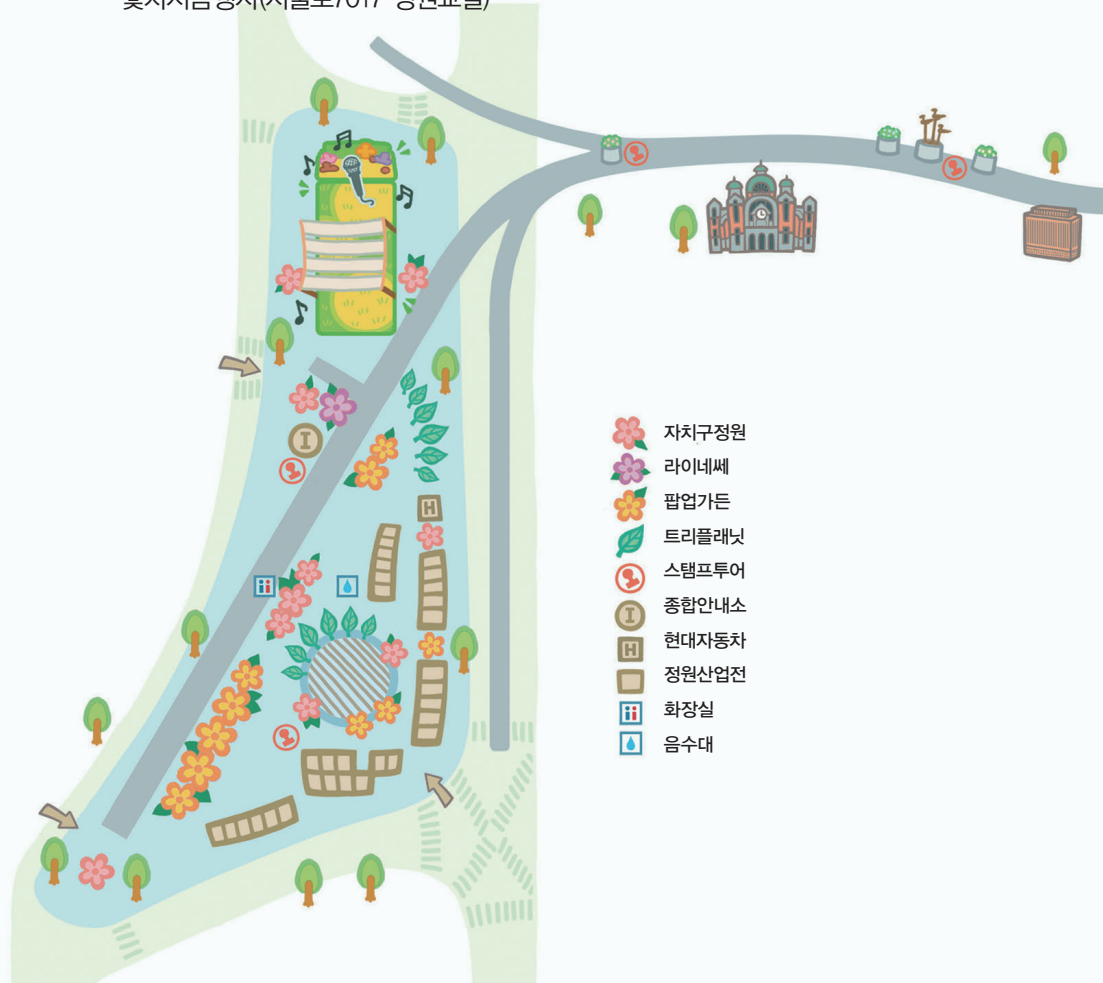 자치구정원
라이네쎄
팝업가든
트리플래닛
스탬프투어
종합안내소
현대자동차
정원산업전
화장실
음수대
I
H
I
H